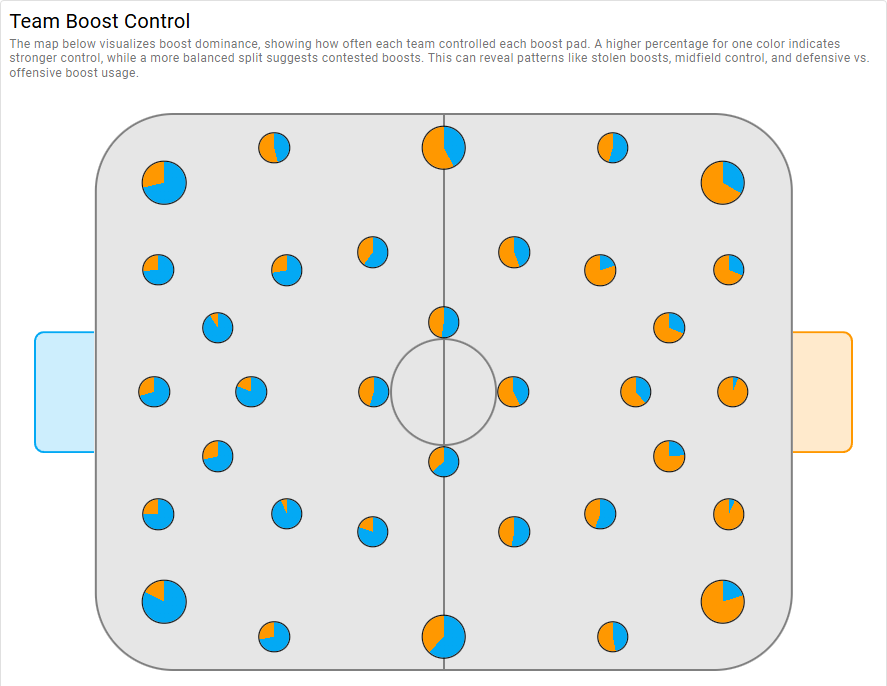 Team Boost Control
The map below visualizes boost dominance, showing how often each team controlled each boost pad. A higher percentage for one color indicates
stronger control, while a more balanced split suggests contested boosts. This can reveal patterns like stolen boosts, midfield control, and defensive vs.
offensive boost usage.